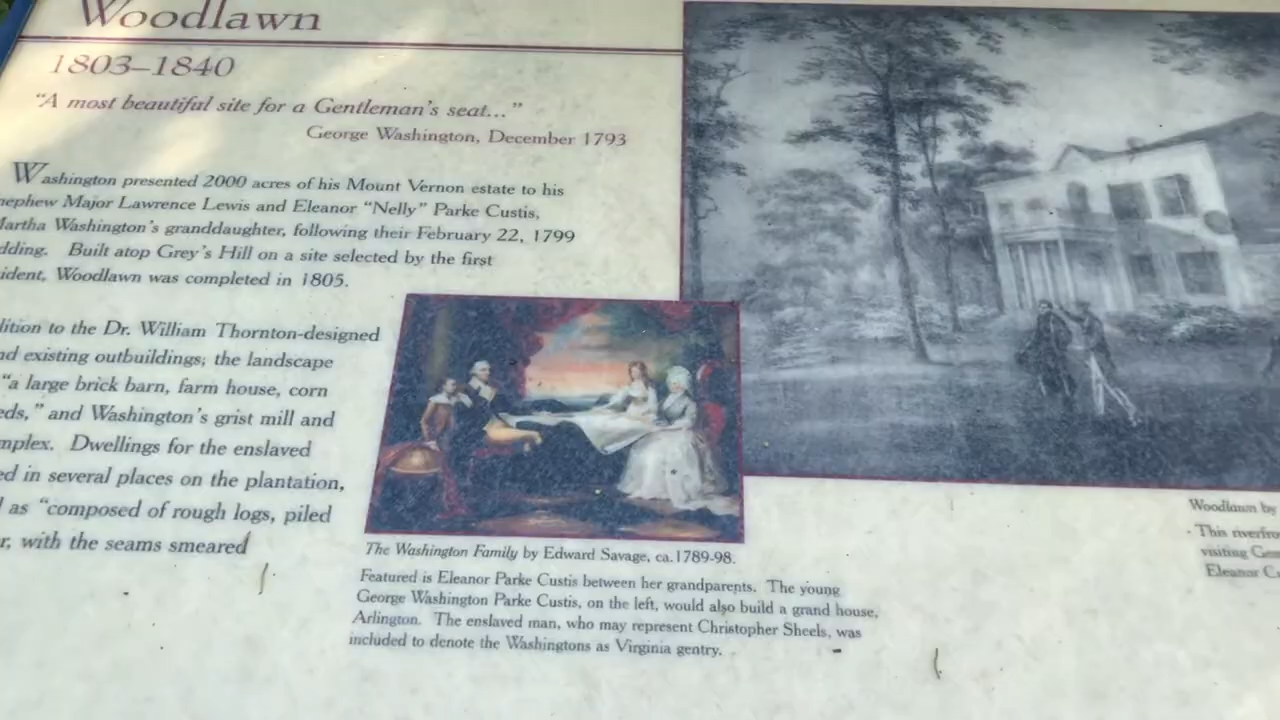 Woodlawn
1803–1840
"A most beautiful site for a Gentleman's seat..."
George Washington, December 1793
Washington presented 2000 acres of his Mount Vernon estate to his
nephew Major Lawrence Lewis and Eleanor "Nelly" Parke Custis,
Martha Washington's granddaughter, following their February 22, 1799
dding. Built atop Grey's Hill on a site selected by the first
ident, Woodlawn was completed in 1805.
lition to the Dr. William Thornton-designed
nd existing outbuildings; the landscape
"a large brick barn, farm house, corn
eds," and Washington's grist mill and
mplex. Dwellings for the enslaved
ed in several places on the plantation,
as "composed of rough logs, piled
r, with the seams smeared
The Washington Family by Edward Savage, ca.1789-98.
Featured is Eleanor Parke Custis between her grandparents. The young
George Washington Parke Custis, on the left, would also build a grand house,
Arlington. The enslaved man, who may represent Christopher Sheels, was
included to denote the Washingtons as Virginia gentry.
Woodlawn by
This riverfro
visiting Gen
Eleanor C